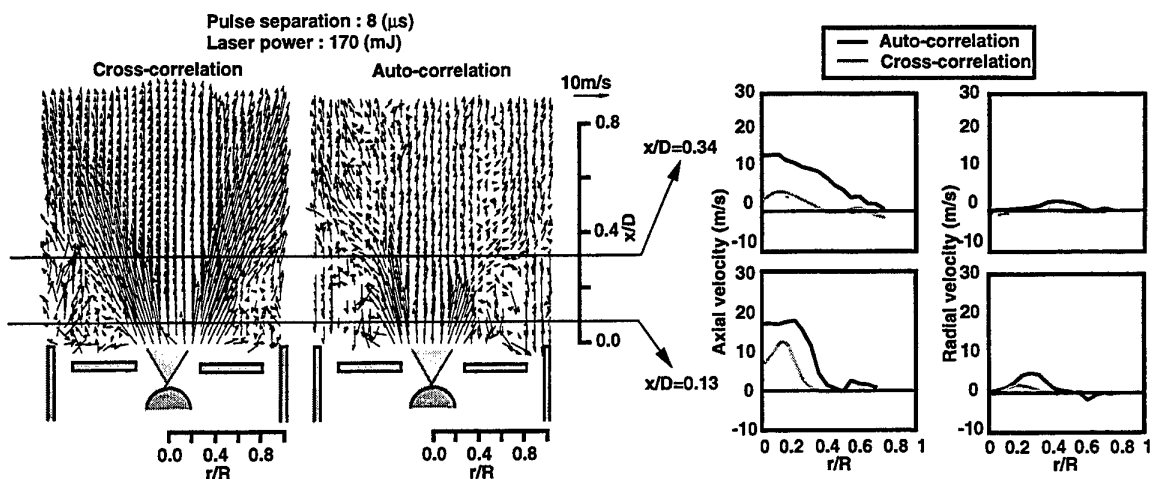 Pulse separation : 8 (μs)
Laser power : 170 (mJ)
Cross-correlation
Auto-correlation
10m/s
0.8
0.4
0.0
x/D
x/D=0.34
x/D=0.13
0.0 0.4 0.8
r/R
0.0 0.4 0.8
r/R
Auto-correlation
Cross-correlation
Axial velocity (m/s)
30
20
10
0
-10
30
20
10
0
-10
0 0.2 0.4 0.6 0.8 1
r/R
Radial velocity (m/s)
30
20
10
0
-10
30
20
10
0
-10
0 0.2 0.4 0.6 0.8 1
r/R